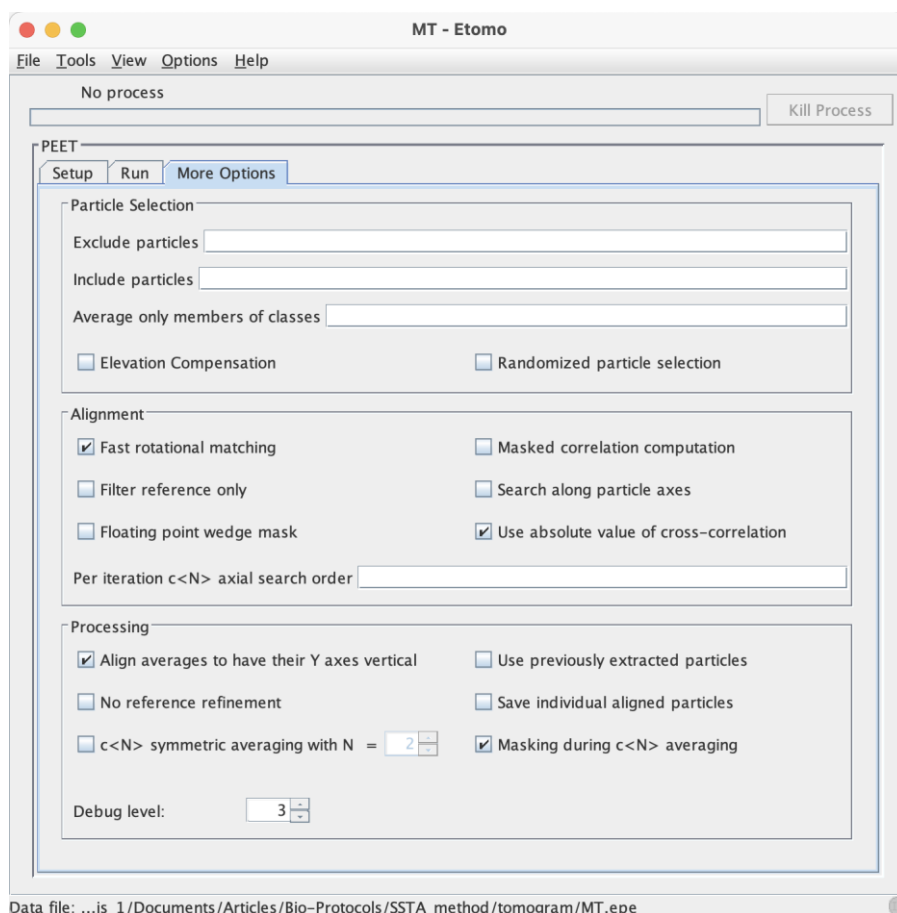 MT - Etomo
File Tools View Options Help
No process
Kill Process
PEET
Setup Run More Options
Particle Selection
Exclude particles
Include particles
Average only members of classes
Elevation Compensation Randomized particle selection
Alignment
Fast rotational matching Masked correlation computation
Filter reference only Search along particle axes
Floating point wedge mask Use absolute value of cross-correlation
Per iteration c<N> axial search order
Processing
Align averages to have their Y axes vertical Use previously extracted particles
No reference refinement Save individual aligned particles
c<N> symmetric averaging with N = 2 Masking during c<N> averaging
Debug level: 3
Data file: ...is_1/Documents/Articles/Bio-Protocols/SSTA_method/tomogram/MT.epe